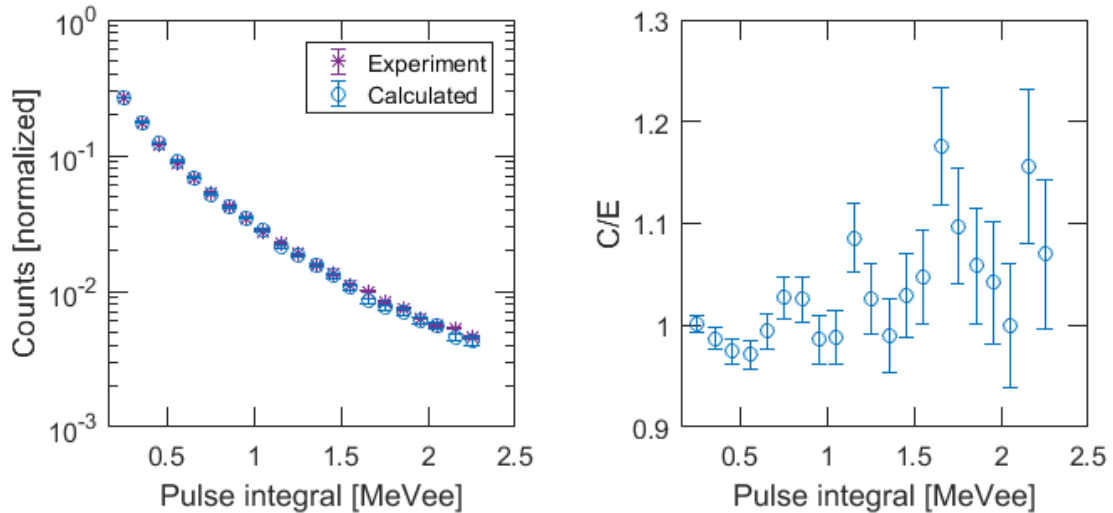 10^0
10^-1
10^-2
10^-3
Counts [normalized]
Experiment
Calculated
0.5 1 1.5 2 2.5
Pulse integral [MeVee]
1.3
1.2
1.1
1
0.9
C/E
0.5 1 1.5 2 2.5
Pulse integral [MeVee]